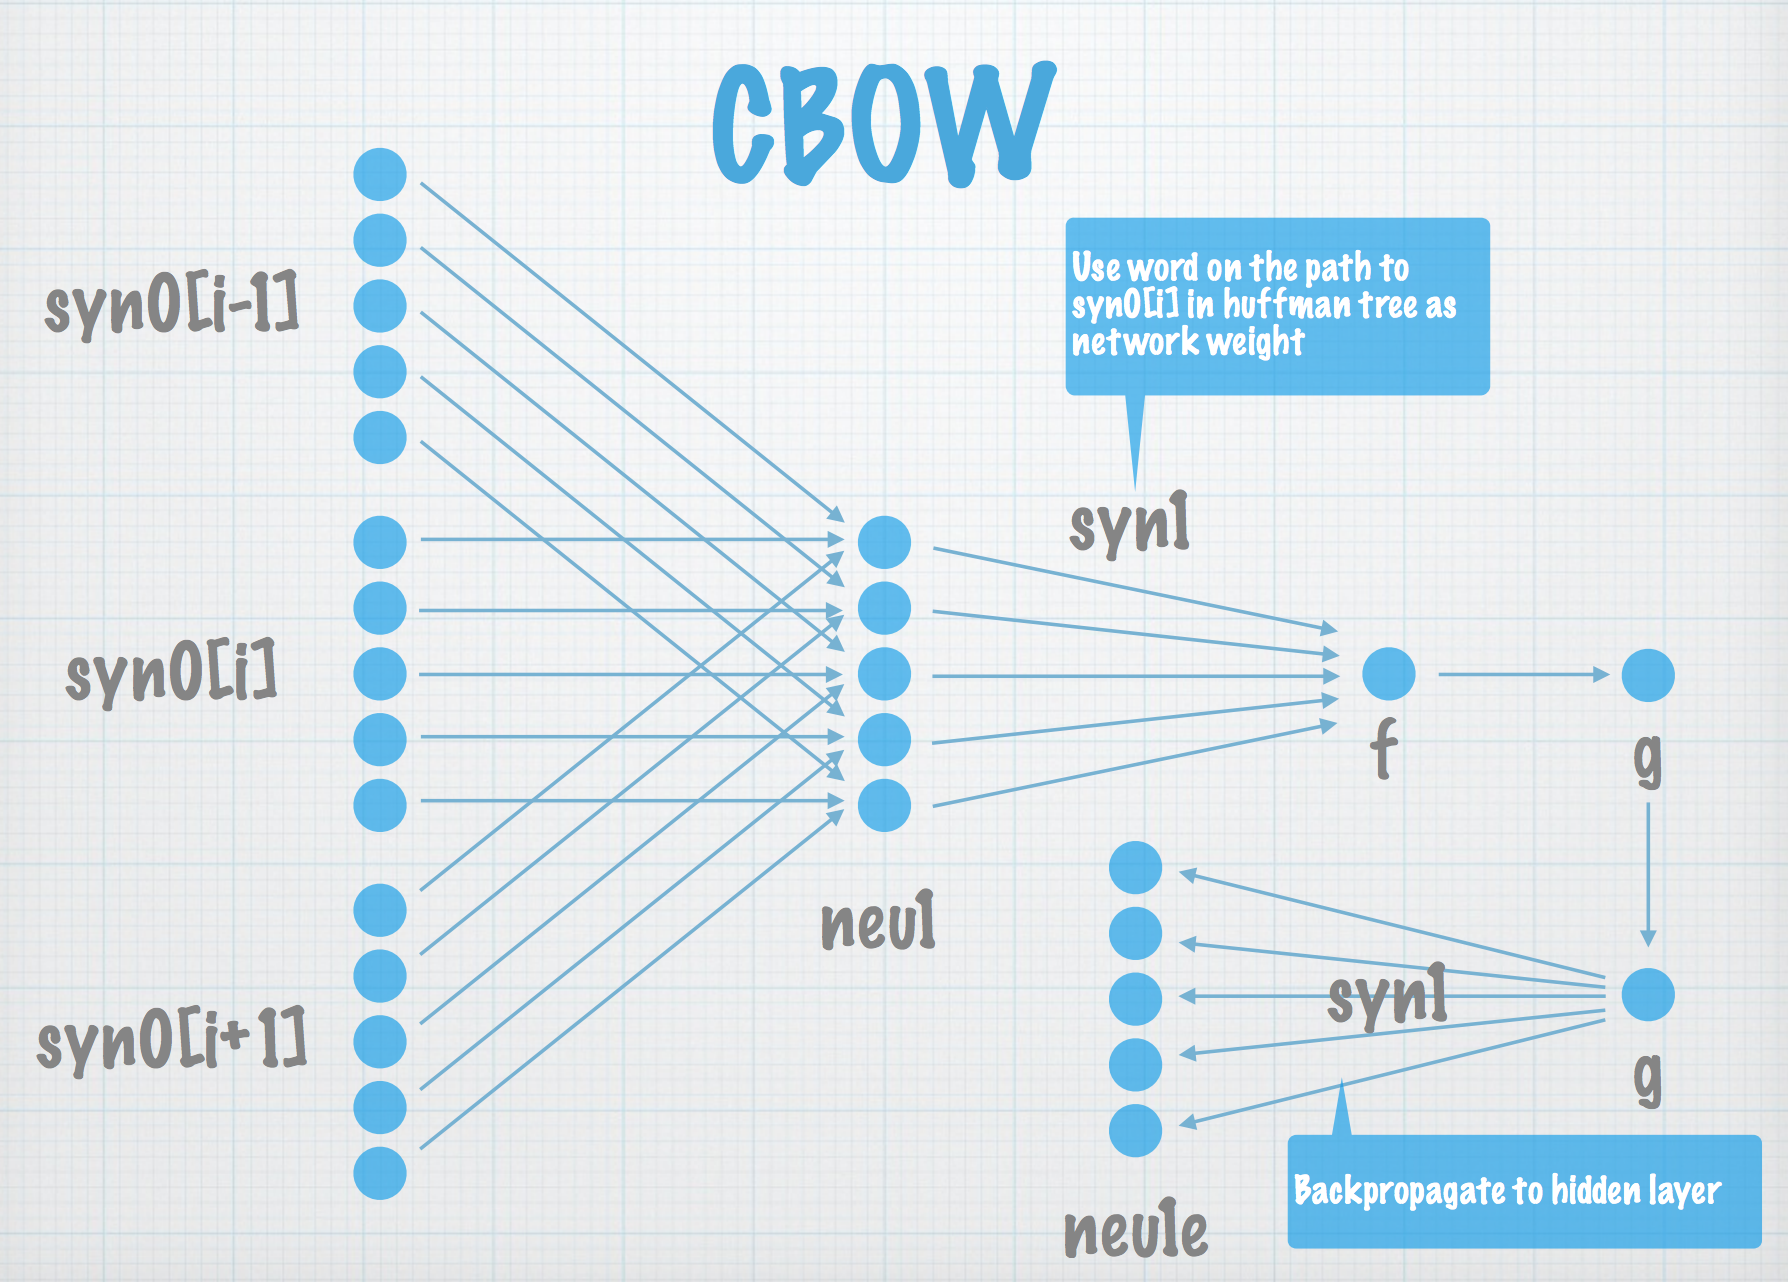 CBOW
Use word on the path to
syn0[i] in huffman tree as
network weight
syn0[i-1]
syn1
syn0[i]
f
g
neu1
syn1
syn0[i+1]
g
Backpropagate to hidden layer
neu1e